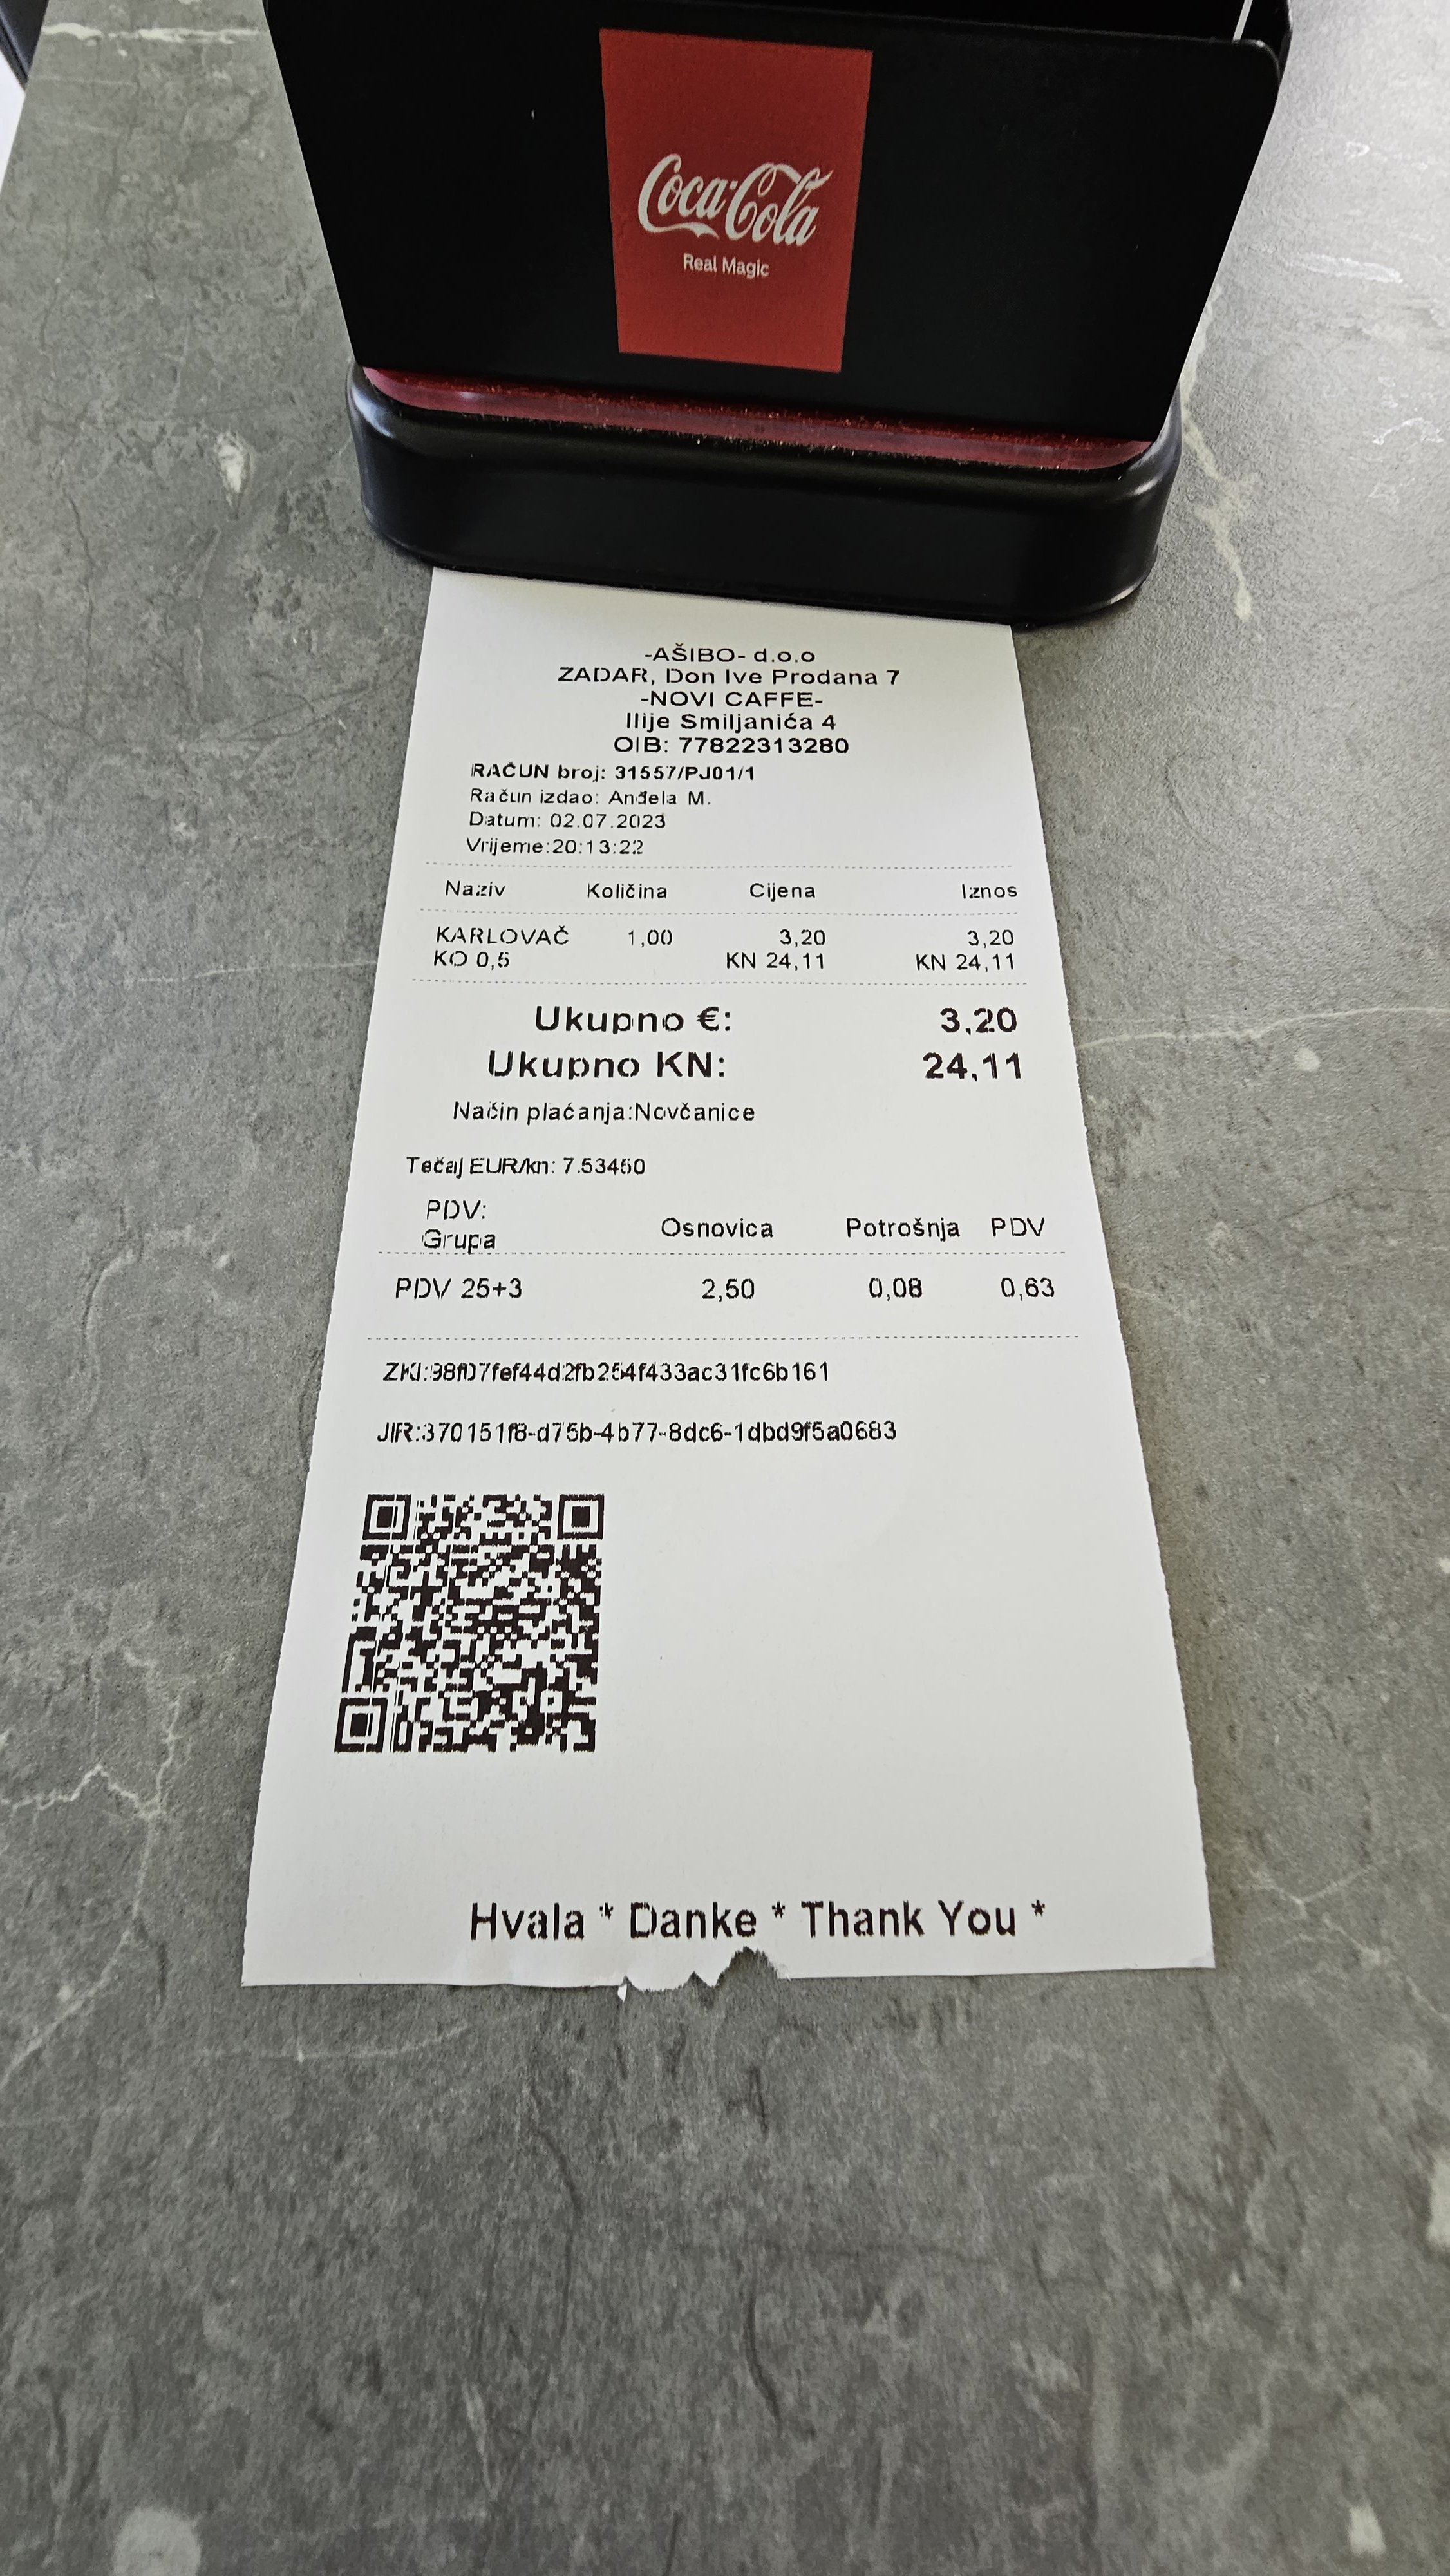 Coca-Cola
Real Magic
-AŠIBO- d.o.o
ZADAR, Don Ive Prodana 7
-NOVI CAFFE-
Ilije Smiljanića 4
OIB: 77822313280
RAČUN broj: 31557/PJ01/1
Račun izdao: Anđela M.
Datum: 02.07.2023
Vrijeme:20:13:22
Naziv Količina Cijena Iznos
KARLOVAČ 1,00 3,20 3,20
KO 0,5 KN 24,11 KN 24,11
Ukupno €: 3,20
Ukupno KN: 24,11
Način plaćanja:Novčanice
Tečaj EUR/kn: 7.53450
PDV:
Grupa Osnovica Potrošnja PDV
PDV 25+3 2,50 0,08 0,63
ZKI:98f07fef44d2fb254f433ac31fc6b161
JIR:370151f8-d75b-4b77-8dc6-1dbd9f5a0683
Hvala * Danke * Thank You *